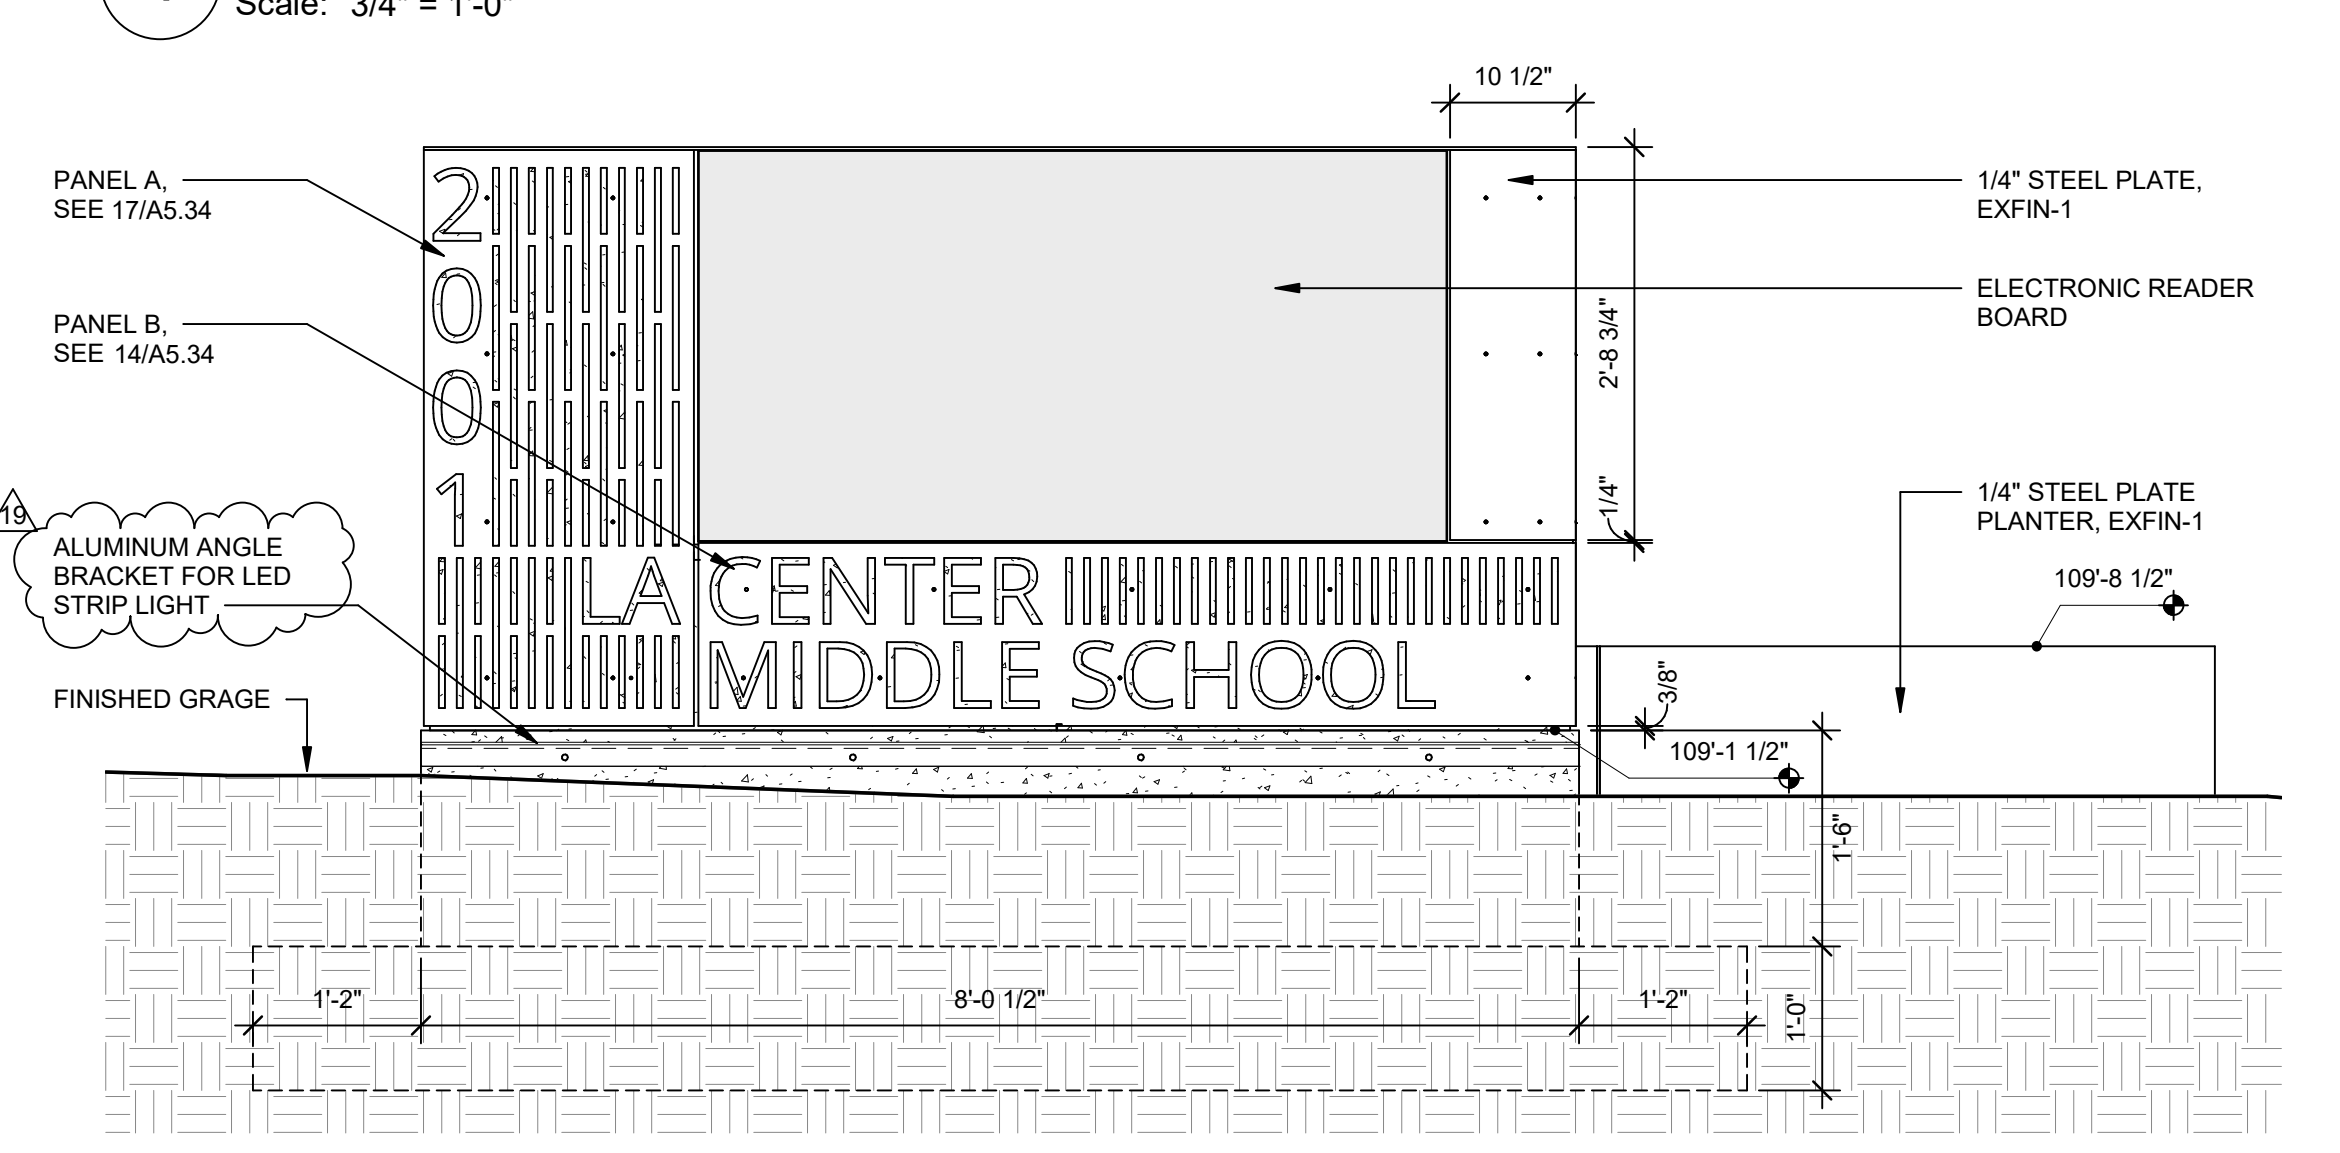 Scale: 3/4" = 1'-0"
10 1/2"
PANEL A,
SEE 17/A5.34
1/4" STEEL PLATE,
EXFIN-1
ELECTRONIC READER
BOARD
PANEL B,
SEE 14/A5.34
2'-8 3/4"
1/4"
2
0
0
1
LA CENTER
MIDDLE SCHOOL
1/4" STEEL PLATE
PLANTER, EXFIN-1
19
ALUMINUM ANGLE
BRACKET FOR LED
STRIP LIGHT
109'-8 1/2"
FINISHED GRAGE
3/8"
109'-1 1/2"
1'-6"
1'-2"
8'-0 1/2"
1'-2"
1'-0"